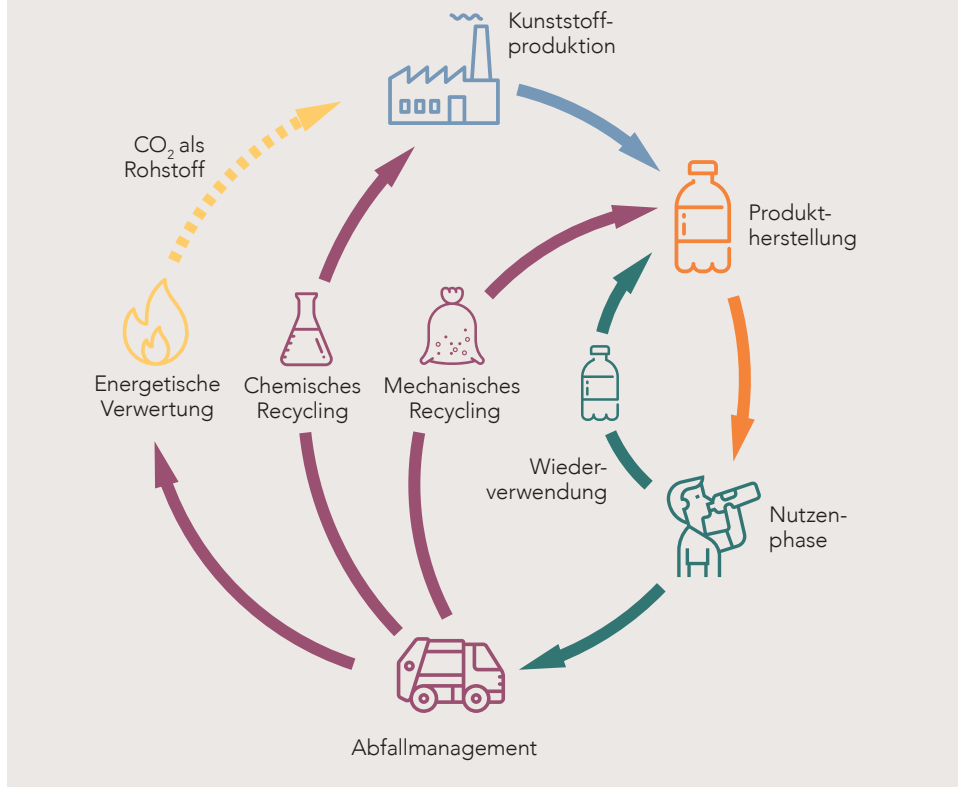 Kunststoff-
produktion
CO₂ als
Rohstoff
Produkt-
herstellung
Energetische
Verwertung
Chemisches
Recycling
Mechanisches
Recycling
Wieder-
verwendung
Nutzen-
phase
Abfallmanagement